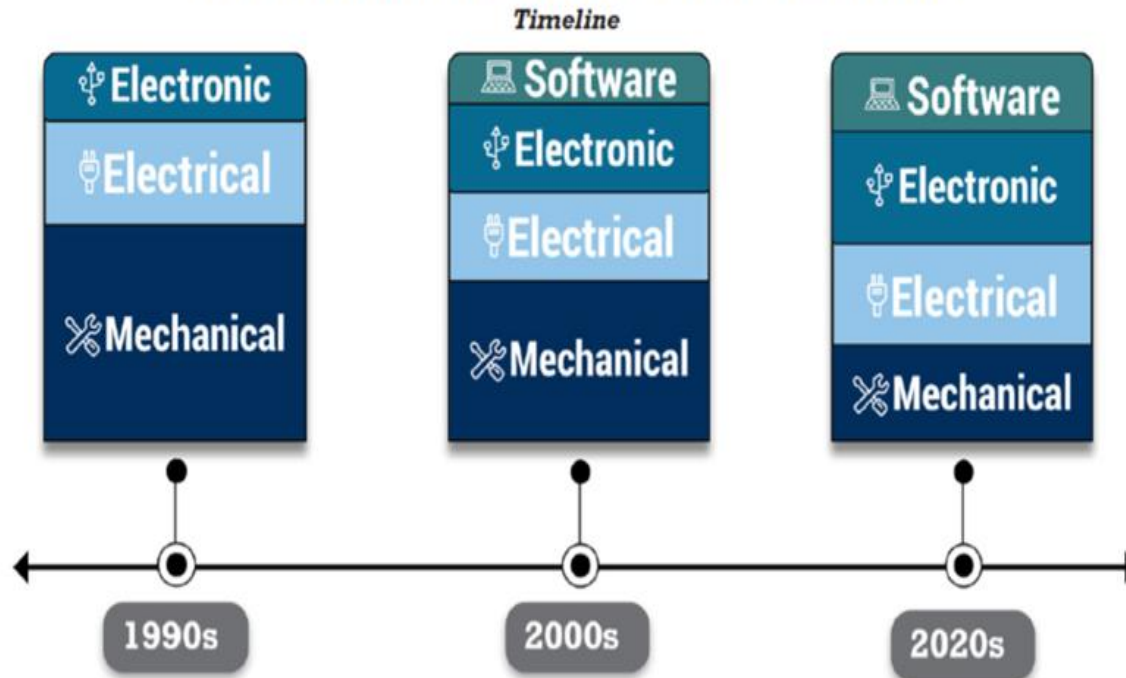 Timeline
Electronic
Electrical
Mechanical
Software
Electronic
Electrical
Mechanical
Software
Electronic
Electrical
Mechanical
1990s
2000s
2020s